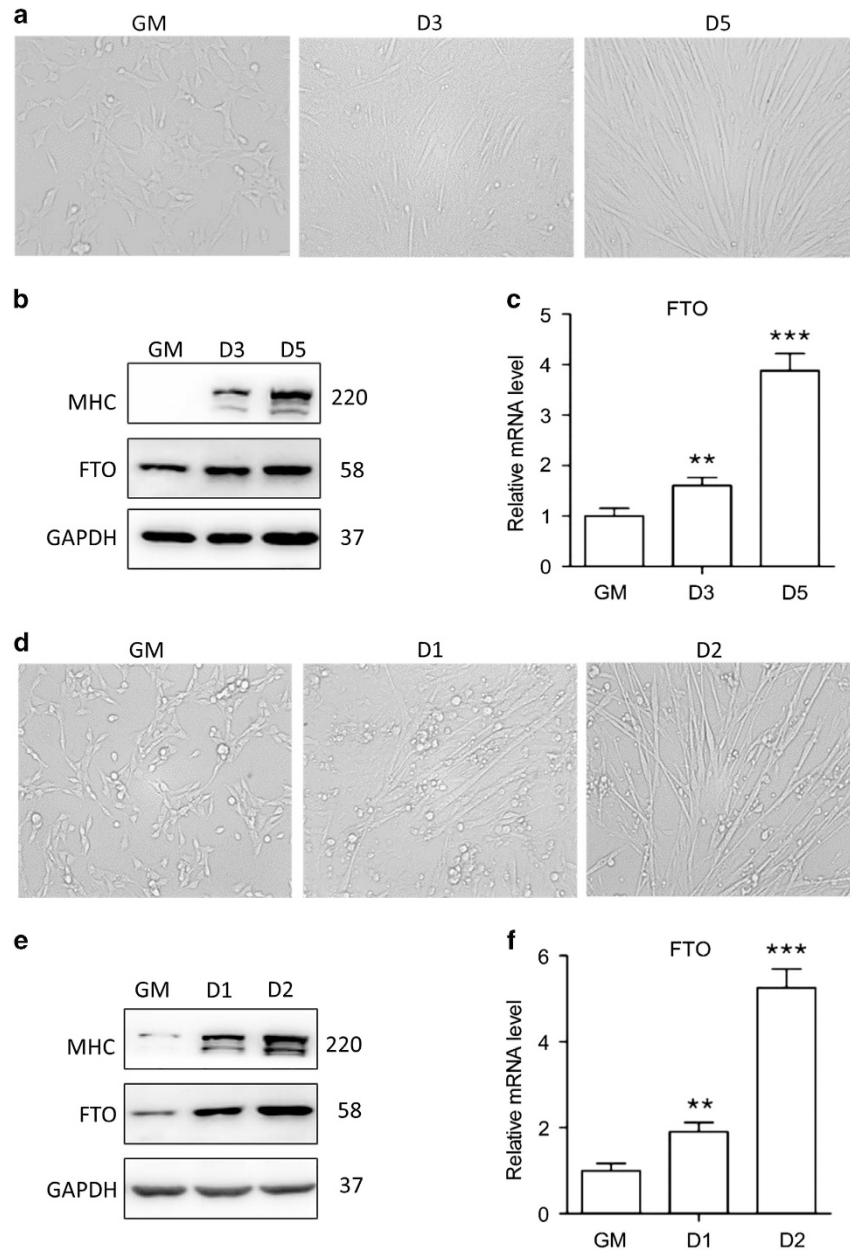 a
GM D3 D5
b
GM D3 D5
MHC 220
FTO 58
GAPDH 37
c
FTO
Relative mRNA level
5
4
3
2
1
0
**
***
GM D3 D5
d
GM D1 D2
e
GM D1 D2
MHC 220
FTO 58
GAPDH 37
f
FTO
Relative mRNA level
6
4
2
0
**
***
GM D1 D2